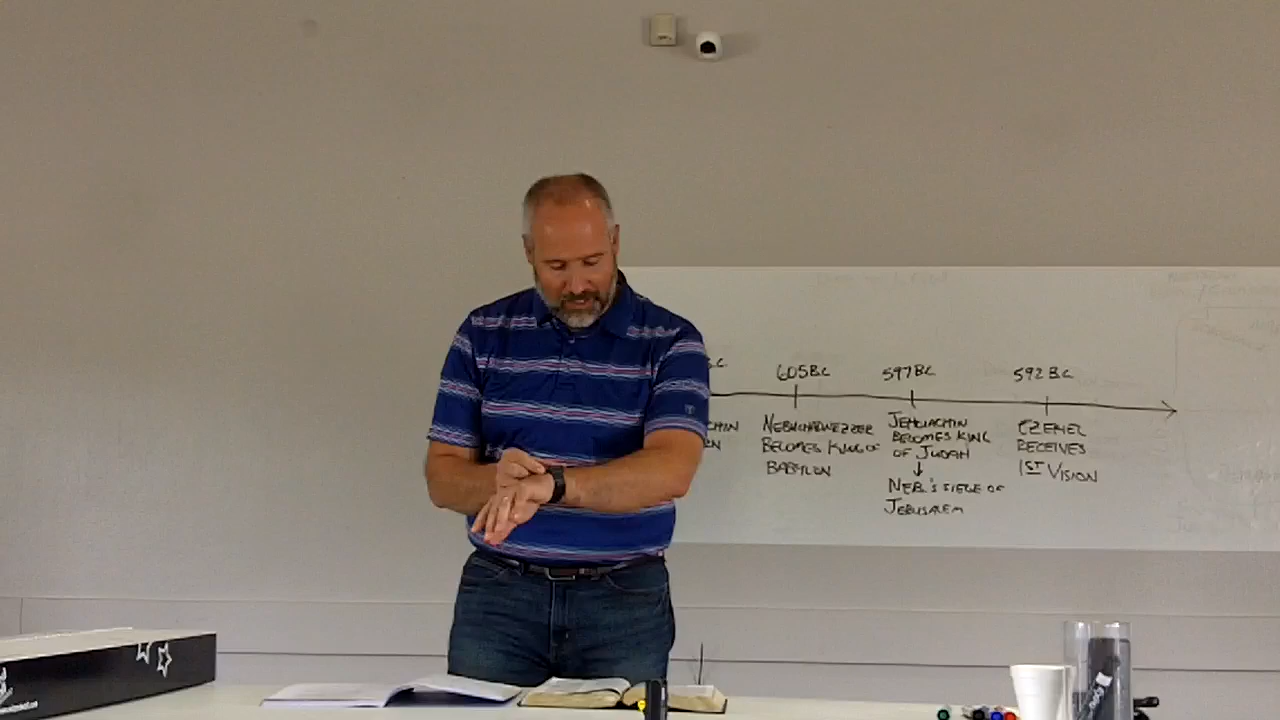 605BC
597BC
592BC
NEBUCHADNEZZER
BECOMES KING OF
BABYLON
JEHOIACHIN
BECOMES KING
OF JUDAH
NEB'S SIEGE OF
JERUSALEM
EZEKIEL
RECEIVES
1ST VISION